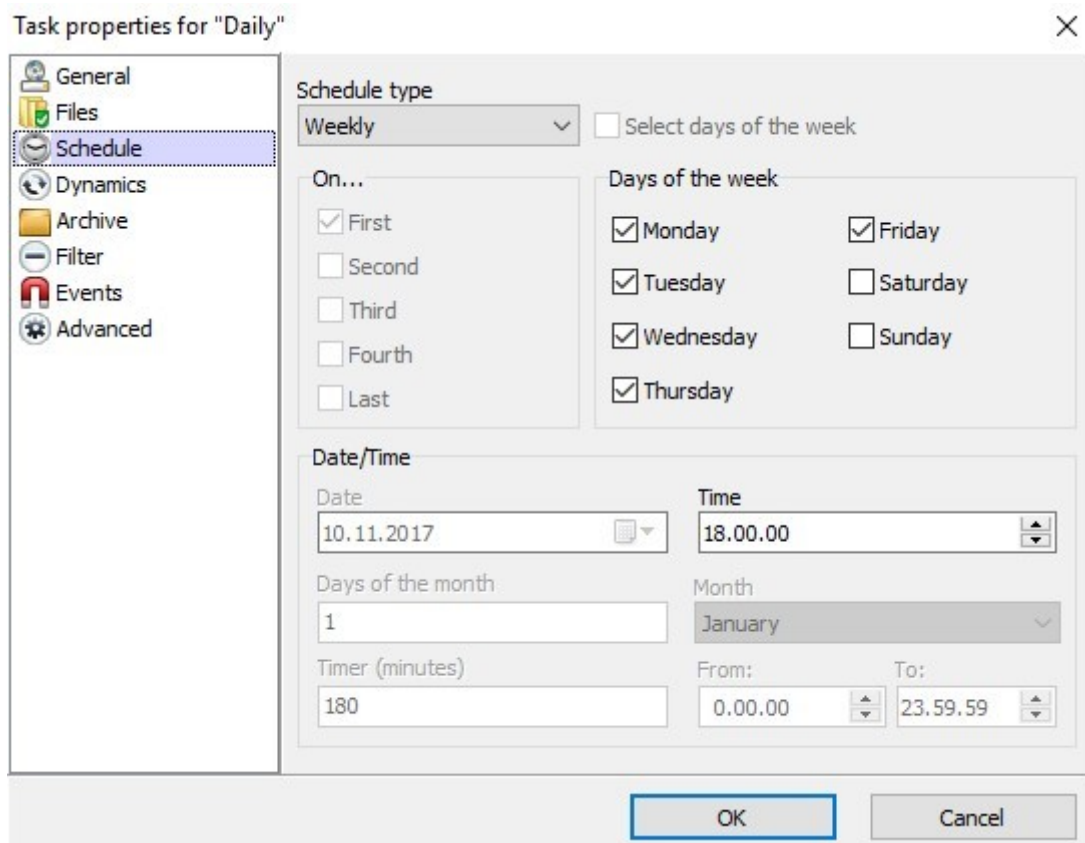 Task properties for "Daily"
General
Files
Schedule
Dynamics
Archive
Filter
Events
Advanced
Schedule type
Weekly
Select days of the week
On...
First
Second
Third
Fourth
Last
Days of the week
Monday
Tuesday
Wednesday
Thursday
Friday
Saturday
Sunday
Date/Time
Date
10.11.2017
Time
18.00.00
Days of the month
1
Month
January
Timer (minutes)
180
From:
0.00.00
To:
23.59.59
OK
Cancel